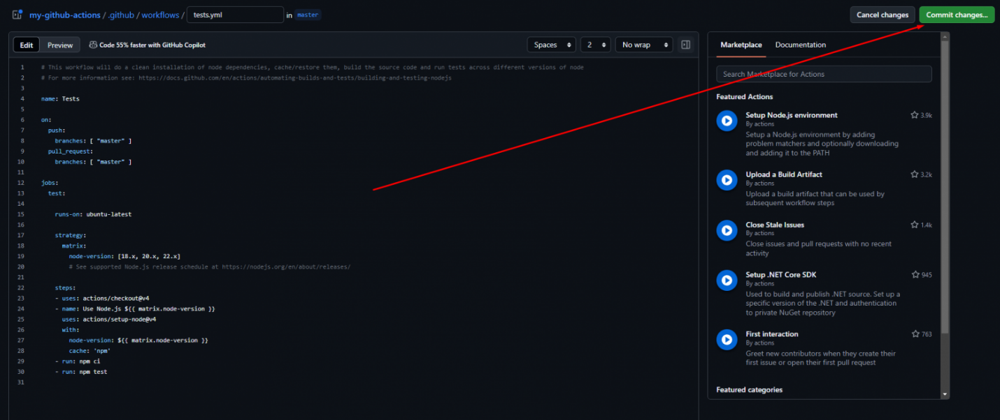 my-github-actions / .github / workflows / tests.yml in master
Cancel changes Commit changes...
Edit Preview Code 55% faster with GitHub Copilot Spaces 2 No wrap
1 # This workflow will do a clean installation of node dependencies, cache/restore them, build the source code and run tests across different versions of node
2 # For more information see: https://docs.github.com/en/actions/automating-builds-and-tests/building-and-testing-nodejs
3
4 name: Tests
5
6 on:
7 push:
8 branches: [ "master" ]
9 pull_request:
10 branches: [ "master" ]
11
12 jobs:
13 test:
14
15 runs-on: ubuntu-latest
16
17 strategy:
18 matrix:
19 node-version: [18.x, 20.x, 22.x]
20 # See supported Node.js release schedule at https://nodejs.org/en/about/releases/
21
22 steps:
23 - uses: actions/checkout@v4
24 - name: Use Node.js ${{ matrix.node-version }}
25 uses: actions/setup-node@v4
26 with:
27 node-version: ${{ matrix.node-version }}
28 cache: 'npm'
29 - run: npm ci
30 - run: npm test
31
Marketplace Documentation
Search Marketplace for Actions
Featured Actions
Setup Node.js environment 3.9k
By actions
Setup a Node.js environment by adding
problem matchers and optionally downloading
and adding it to the PATH
Upload a Build Artifact 3.2k
By actions
Upload a build artifact that can be used by
subsequent workflow steps
Close Stale Issues 1.4k
By actions
Close issues and pull requests with no recent
activity
Setup .NET Core SDK 945
By actions
Used to build and publish .NET source. Set up a
specific version of the .NET and authentication
to private NuGet repository
First interaction 763
By actions
Greet new contributors when they create their
first issue or open their first pull request
Featured categories